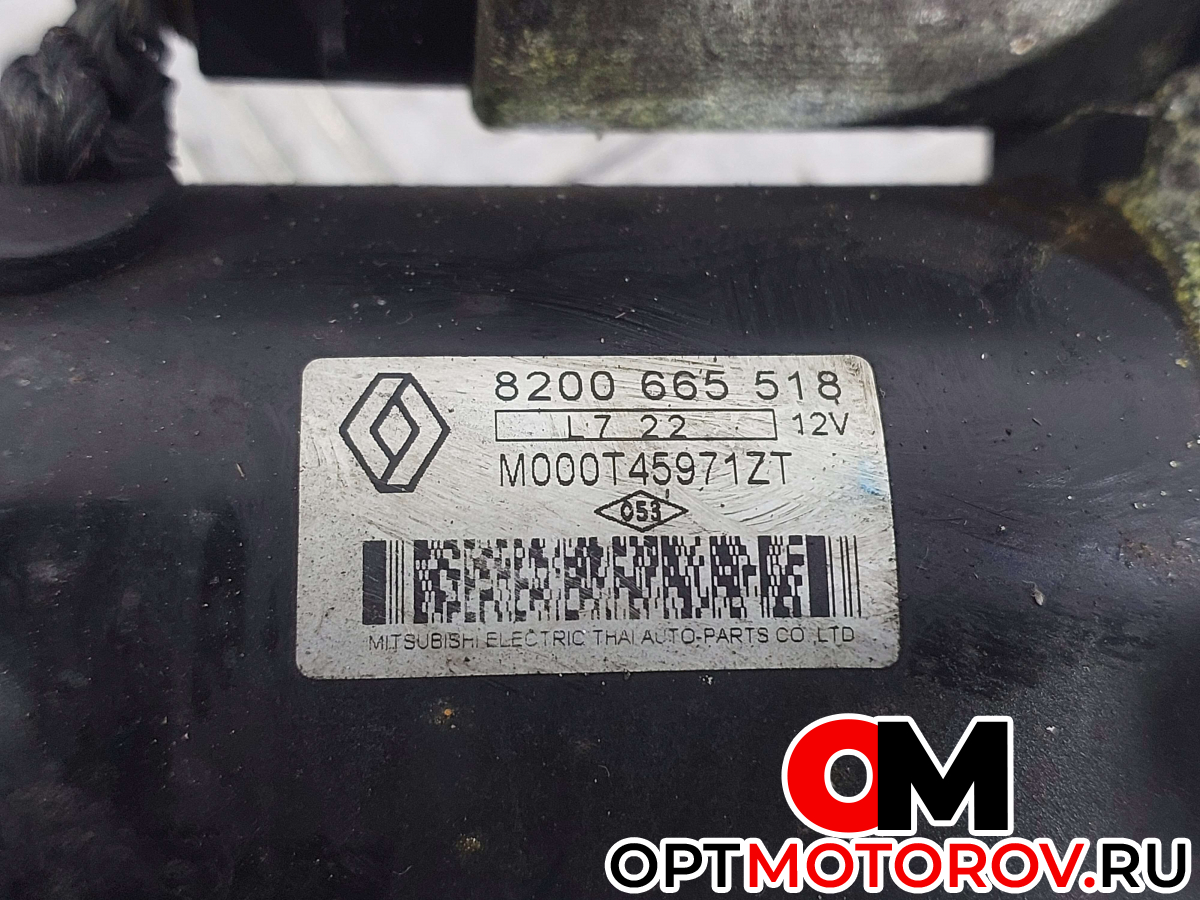 8200 665 518
L7 22 12V
M000T45971ZT
053
MITSUBISHI ELECTRIC THAI AUTO-PARTS CO.,LTD
OM
OPTMOTOROV.RU